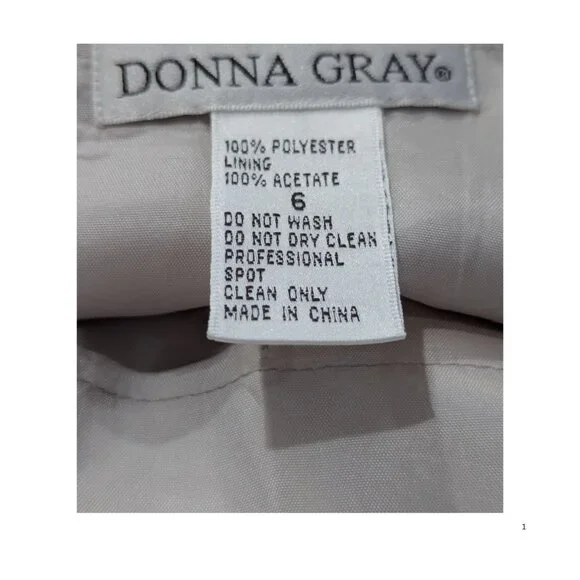 DONNA GRAY®
100% POLYESTER
LINING
100% ACETATE
6
DO NOT WASH
DO NOT DRY CLEAN
PROFESSIONAL
SPOT
CLEAN ONLY
MADE IN CHINA
1